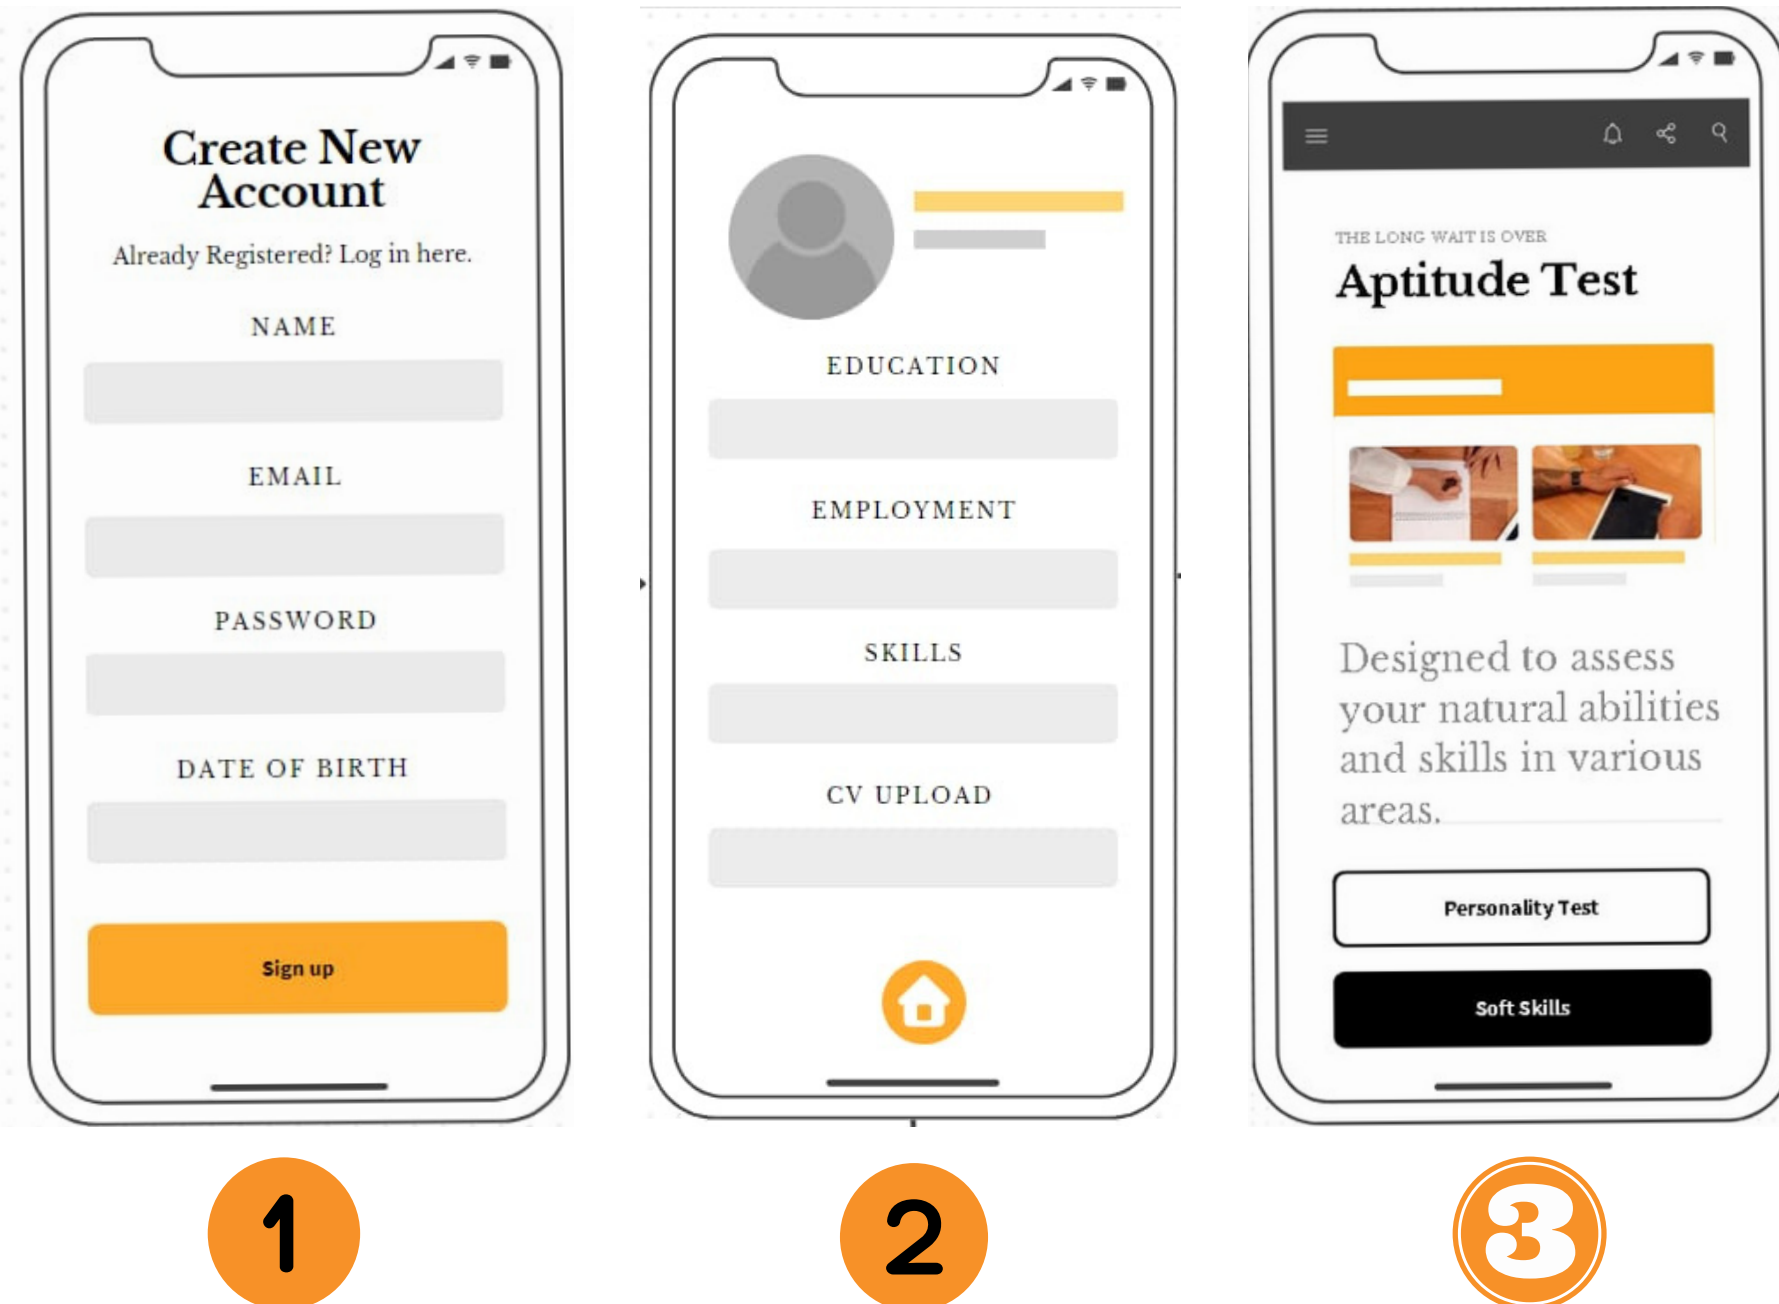 Create New
Account
Already Registered? Log in here.
NAME
EMAIL
PASSWORD
DATE OF BIRTH
Sign up
1
EDUCATION
EMPLOYMENT
SKILLS
CV UPLOAD
2
THE LONG WAIT IS OVER
Aptitude Test
Designed to assess
your natural abilities
and skills in various
areas.
Personality Test
Soft Skills
3